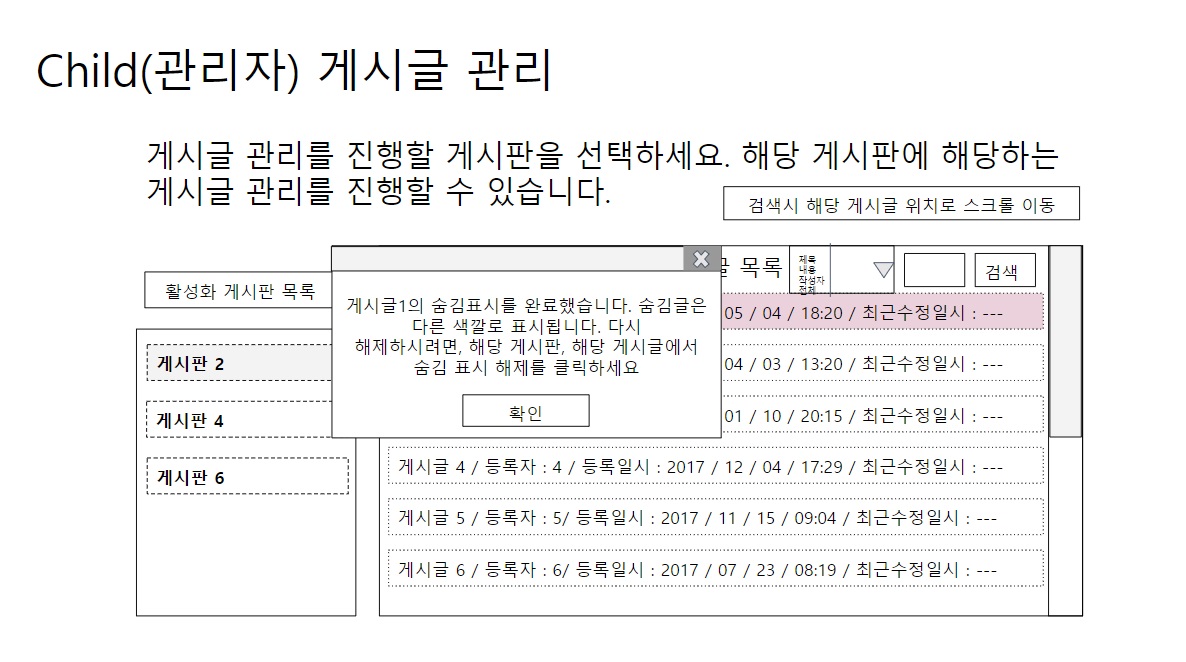 Child(관리자) 게시글 관리
게시글 관리를 진행할 게시판을 선택하세요. 해당 게시판에 해당하는
게시글 관리를 진행할 수 있습니다.
검색시 해당 게시글 위치로 스크롤 이동
활성화 게시판 목록
게시판 2
게시판 4
게시판 6
게시글1의 숨김표시를 완료했습니다. 숨김글은
다른 색깔로 표시됩니다. 다시
해제하시려면, 해당 게시판, 해당 게시글에서
숨김 표시 해제를 클릭하세요
확인
목록
제목
내용
작성자
전체
검색
05 / 04 / 18:20 / 최근수정일시 : ---
04 / 03 / 13:20 / 최근수정일시 : ---
01 / 10 / 20:15 / 최근수정일시 : ---
게시글 4 / 등록자 : 4 / 등록일시 : 2017 / 12 / 04 / 17:29 / 최근수정일시 : ---
게시글 5 / 등록자 : 5/ 등록일시 : 2017 / 11 / 15 / 09:04 / 최근수정일시 : ---
게시글 6 / 등록자 : 6/ 등록일시 : 2017 / 07 / 23 / 08:19 / 최근수정일시 : ---